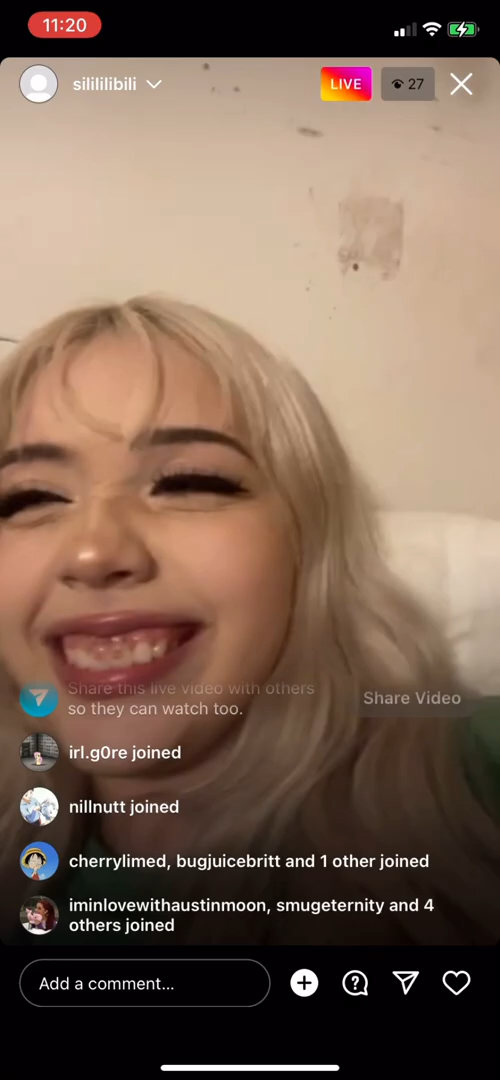 11:20
sililibili
LIVE
27
Share this live video with others
so they can watch too.
Share Video
irl.g0re joined
nillnutt joined
cherrylimed, bugjuicebritt and 1 other joined
iminlovewithaustinmoon, smugeternity and 4
others joined
Add a comment...